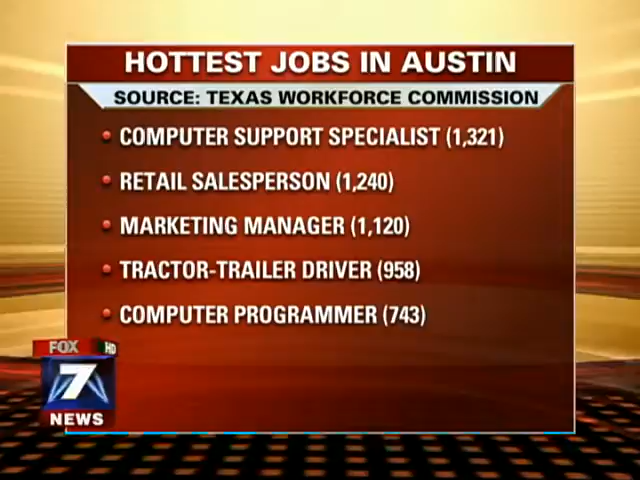 HOTTEST JOBS IN AUSTIN
SOURCE: TEXAS WORKFORCE COMMISSION
• COMPUTER SUPPORT SPECIALIST (1,321)
• RETAIL SALESPERSON (1,240)
• MARKETING MANAGER (1,120)
• TRACTOR-TRAILER DRIVER (958)
• COMPUTER PROGRAMMER (743)
FOX HD
7
NEWS